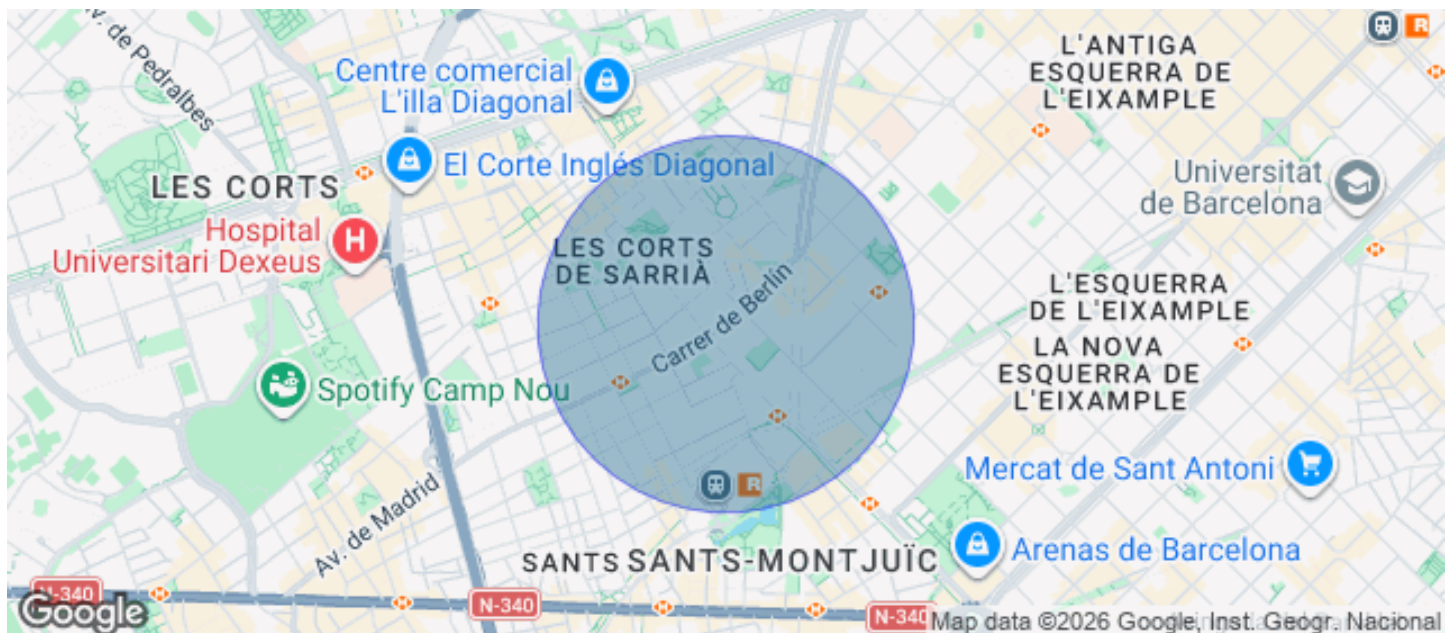 Av. de Pedralbes
Centre comercial
L'illa Diagonal
L'ANTIGA
ESQUERRA DE
L'EIXAMPLE
R
El Corte Inglés Diagonal
LES CORTS
Universitat
de Barcelona
H
Hospital
Universitari Dexeus
LES CORTS
DE SARRIÀ
Carrer de Berlín
L'ESQUERRA
DE L'EIXAMPLE
LA NOVA
ESQUERRA DE
L'EIXAMPLE
Spotify Camp Nou
Mercat de Sant Antoni
R
Av. de Madrid
SANTS
SANTS-MONTJUÏC
Arenas de Barcelona
N-340
N-340
N-340
Google
Map data ©2026 Google, Inst. Geogr. Nacional